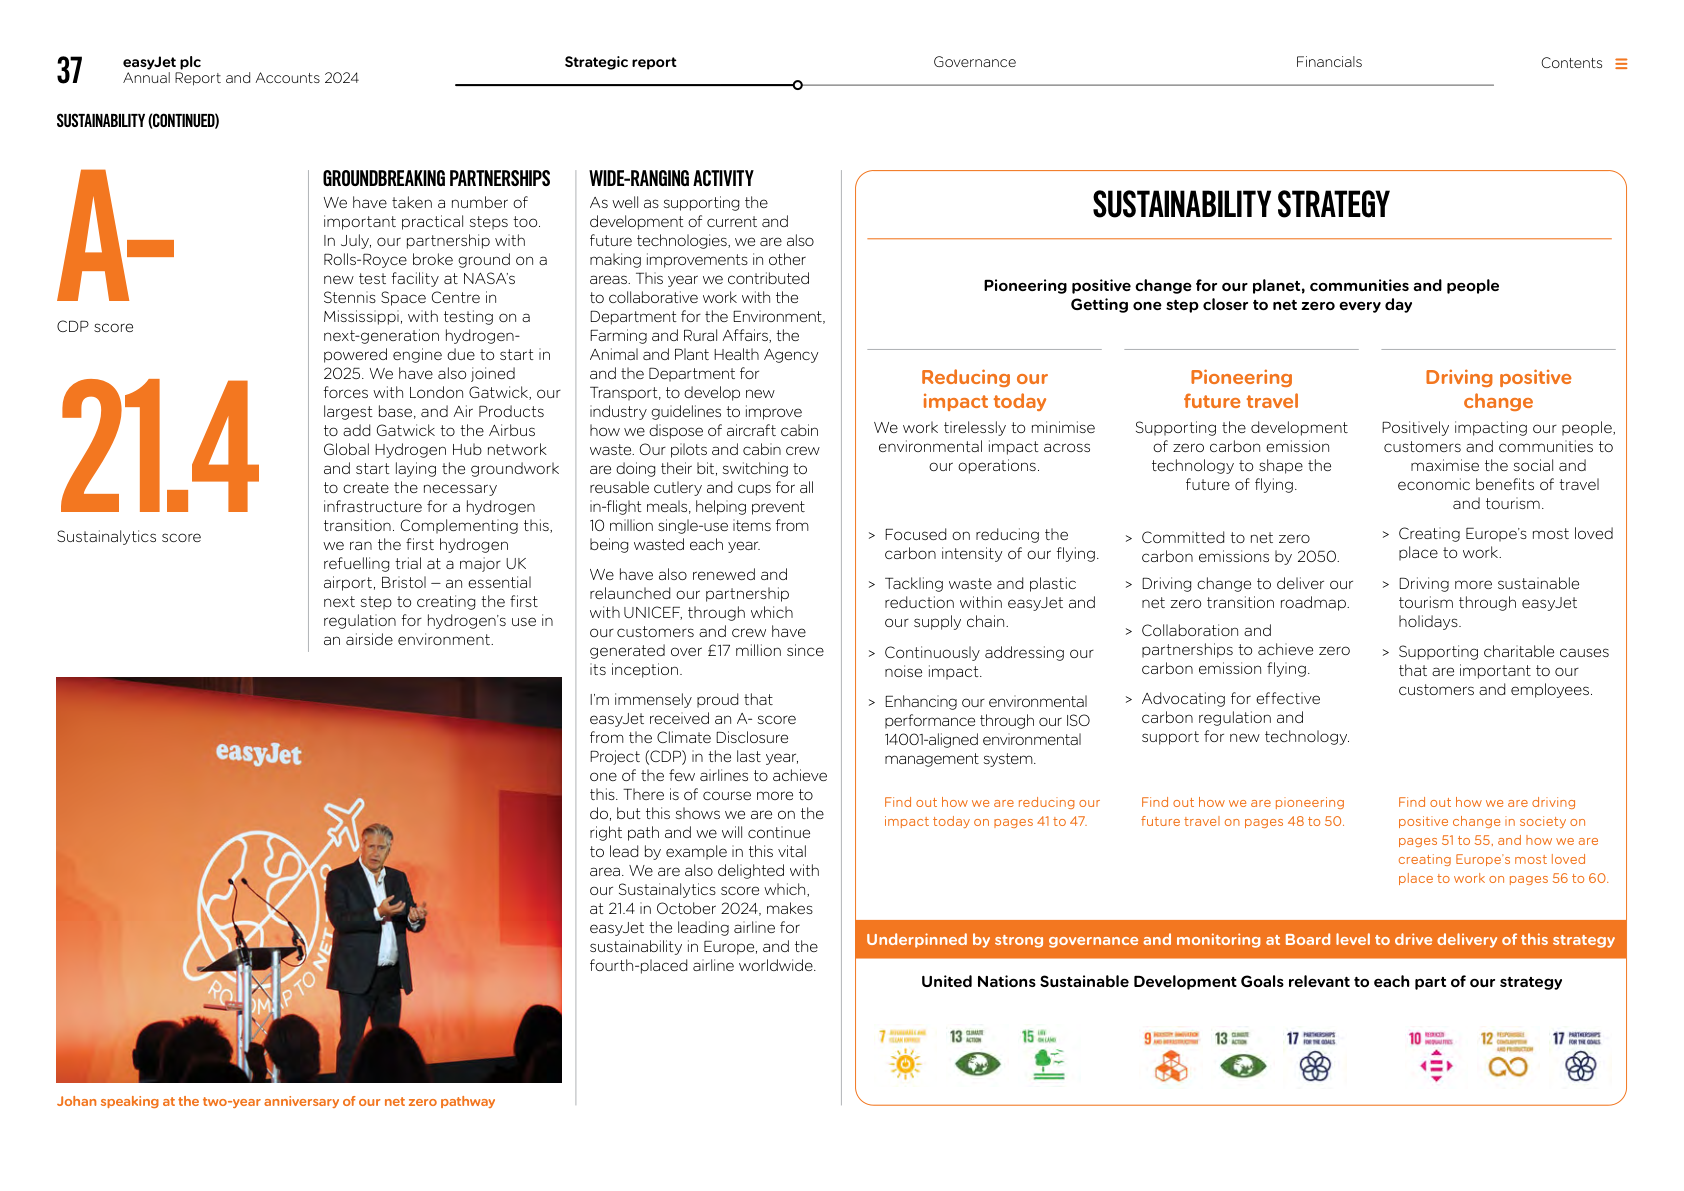 37
easyJet plc
Annual Report and Accounts 2024
Strategic report
Governance
Financials
Contents
SUSTAINABILITY (CONTINUED)
A–
CDP score
21.4
Sustainalytics score
GROUNDBREAKING PARTNERSHIPS
We have taken a number of
important practical steps too.
In July, our partnership with
Rolls-Royce broke ground on a
new test facility at NASA's
Stennis Space Centre in
Mississippi, with testing on a
next-generation hydrogen-
powered engine due to start in
2025. We have also joined
forces with London Gatwick, our
largest base, and Air Products
to add Gatwick to the Airbus
Global Hydrogen Hub network
and start laying the groundwork
to create the necessary
infrastructure for a hydrogen
transition. Complementing this,
we ran the first hydrogen
refuelling trial at a major UK
airport, Bristol – an essential
next step to creating the first
regulation for hydrogen's use in
an airside environment.
easyJet
ROADMAP TO NET
Johan speaking at the two-year anniversary of our net zero pathway
WIDE-RANGING ACTIVITY
As well as supporting the
development of current and
future technologies, we are also
making improvements in other
areas. This year we contributed
to collaborative work with the
Department for the Environment,
Farming and Rural Affairs, the
Animal and Plant Health Agency
and the Department for
Transport, to develop new
industry guidelines to improve
how we dispose of aircraft cabin
waste. Our pilots and cabin crew
are doing their bit, switching to
reusable cutlery and cups for all
in-flight meals, helping prevent
10 million single-use items from
being wasted each year.
We have also renewed and
relaunched our partnership
with UNICEF, through which
our customers and crew have
generated over £17 million since
its inception.
I'm immensely proud that
easyJet received an A- score
from the Climate Disclosure
Project (CDP) in the last year,
one of the few airlines to achieve
this. There is of course more to
do, but this shows we are on the
right path and we will continue
to lead by example in this vital
area. We are also delighted with
our Sustainalytics score which,
at 21.4 in October 2024, makes
easyJet the leading airline for
sustainability in Europe, and the
fourth-placed airline worldwide.
SUSTAINABILITY STRATEGY
Pioneering positive change for our planet, communities and people
Getting one step closer to net zero every day
Reducing our
impact today
We work tirelessly to minimise
environmental impact across
our operations.
> Focused on reducing the
carbon intensity of our flying.
> Tackling waste and plastic
reduction within easyJet and
our supply chain.
> Continuously addressing our
noise impact.
> Enhancing our environmental
performance through our ISO
14001-aligned environmental
management system.
Find out how we are reducing our
impact today on pages 41 to 47.
Pioneering
future travel
Supporting the development
of zero carbon emission
technology to shape the
future of flying.
> Committed to net zero
carbon emissions by 2050.
> Driving change to deliver our
net zero transition roadmap.
> Collaboration and
partnerships to achieve zero
carbon emission flying.
> Advocating for effective
carbon regulation and
support for new technology.
Find out how we are pioneering
future travel on pages 48 to 50.
Driving positive
change
Positively impacting our people,
customers and communities to
maximise the social and
economic benefits of travel
and tourism.
> Creating Europe's most loved
place to work.
> Driving more sustainable
tourism through easyJet
holidays.
> Supporting charitable causes
that are important to our
customers and employees.
Find out how we are driving
positive change in society on
pages 51 to 55, and how we are
creating Europe's most loved
place to work on pages 56 to 60.
Underpinned by strong governance and monitoring at Board level to drive delivery of this strategy
United Nations Sustainable Development Goals relevant to each part of our strategy
7 AFFORDABLE AND
CLEAN ENERGY
13 CLIMATE
ACTION
15 LIFE
ON LAND
9 INDUSTRY, INNOVATION
AND INFRASTRUCTURE
13 CLIMATE
ACTION
17 PARTNERSHIPS
FOR THE GOALS
10 REDUCED
INEQUALITIES
12 RESPONSIBLE
CONSUMPTION
AND PRODUCTION
17 PARTNERSHIPS
FOR THE GOALS